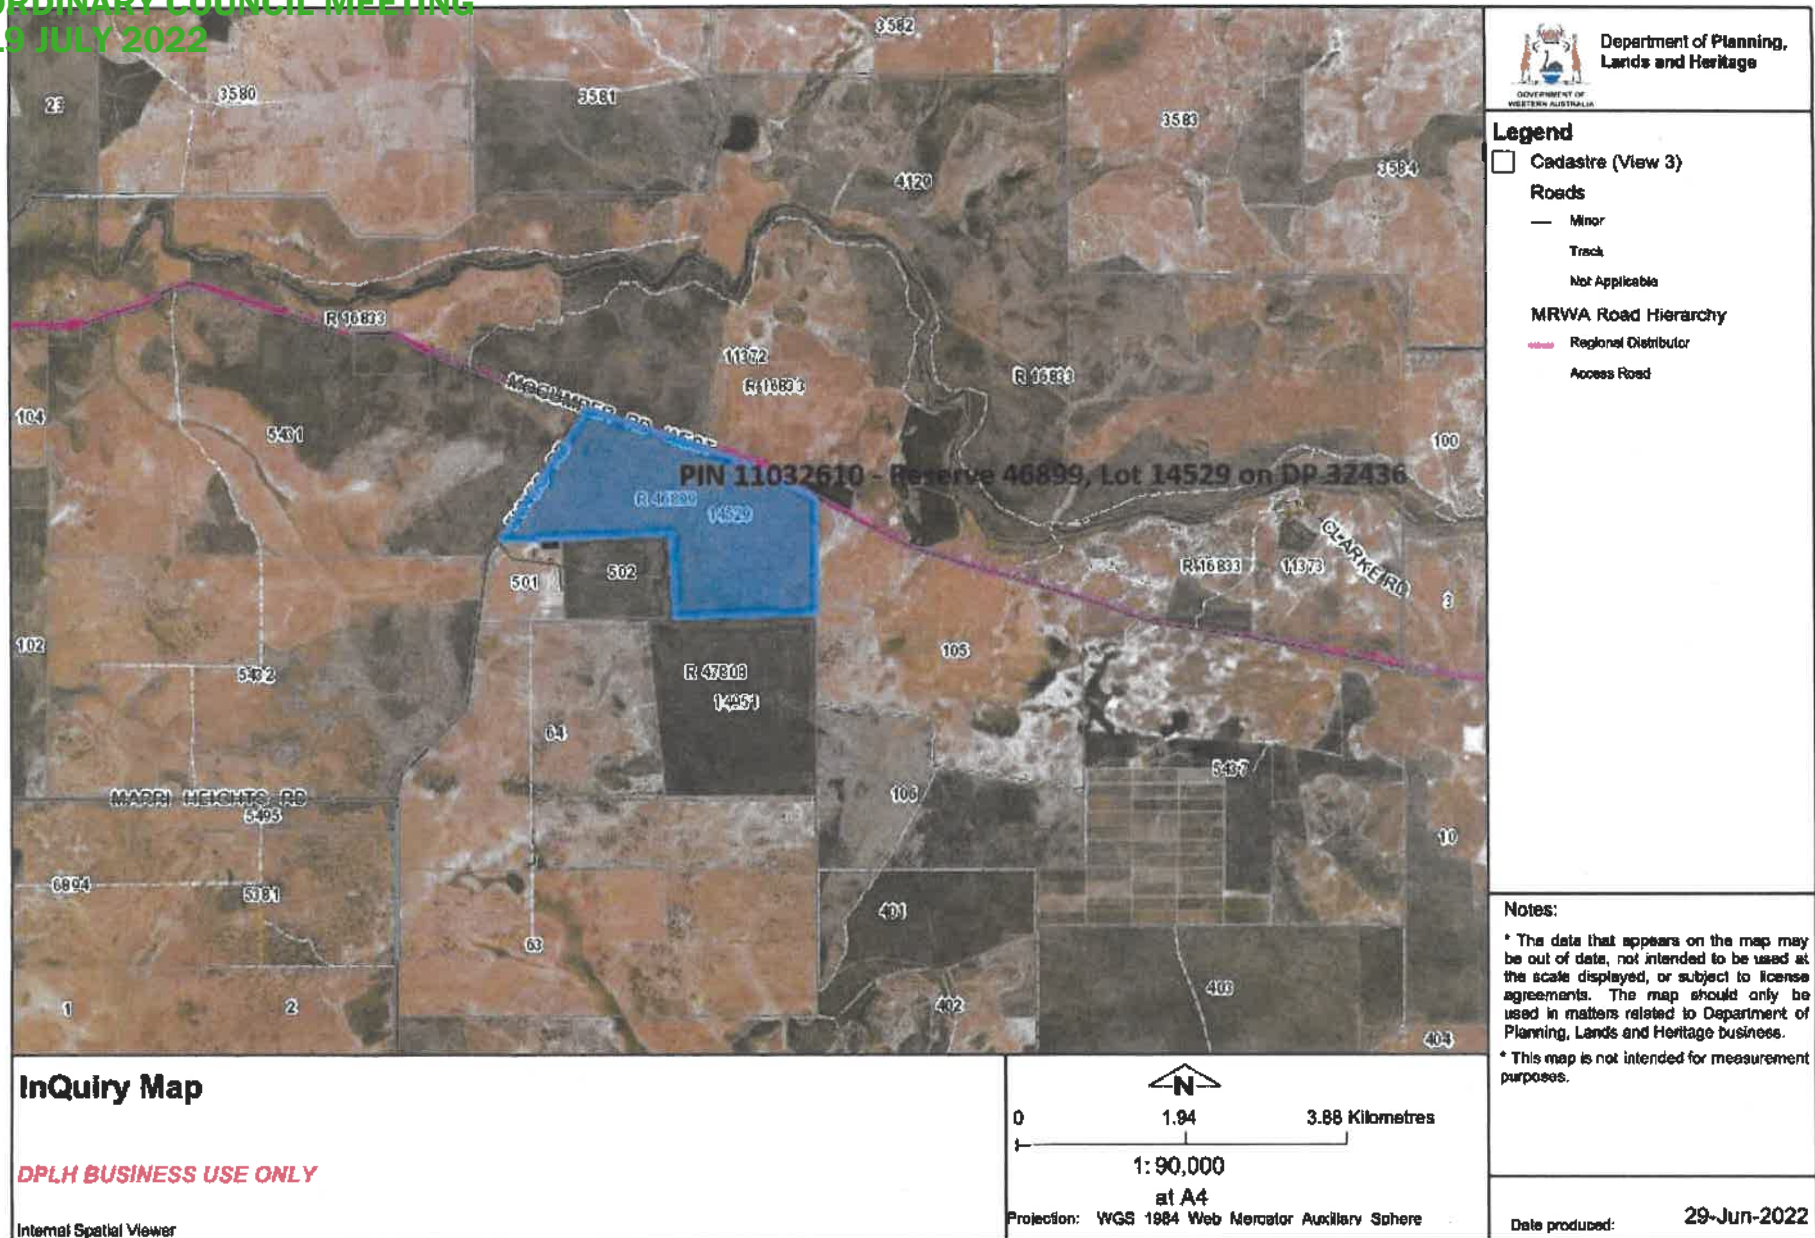 ORDINARY COUNCIL MEETING
19 JULY 2022
3582
23
3580
3581
3583
3584
4120
R 16833
11372
R 16833
R 16833
104
5431
MOGUMBER RD WEST
100
PIN 11032610 - Reserve 46899, Lot 14529 on DP 32436
R 46899
14529
CLARKE RD
501
502
R 16833
11373
3
102
105
5432
R 47808
14951
64
5437
MARRI HEIGHTS RD
5495
106
10
6894
5381
401
63
1
2
402
403
404
Department of Planning,
Lands and Heritage
GOVERNMENT OF
WESTERN AUSTRALIA
Legend
Cadastre (View 3)
Roads
Minor
Track
Not Applicable
MRWA Road Hierarchy
Regional Distributor
Access Road
Notes:
* The data that appears on the map may
be out of date, not intended to be used at
the scale displayed, or subject to license
agreements. The map should only be
used in matters related to Department of
Planning, Lands and Heritage business.
* This map is not intended for measurement
purposes.
InQuiry Map
DPLH BUSINESS USE ONLY
Internal Spatial Viewer
N
0 1.94 3.88 Kilometres
1: 90,000
at A4
Projection: WGS 1984 Web Mercator Auxiliary Sphere
Date produced: 29-Jun-2022